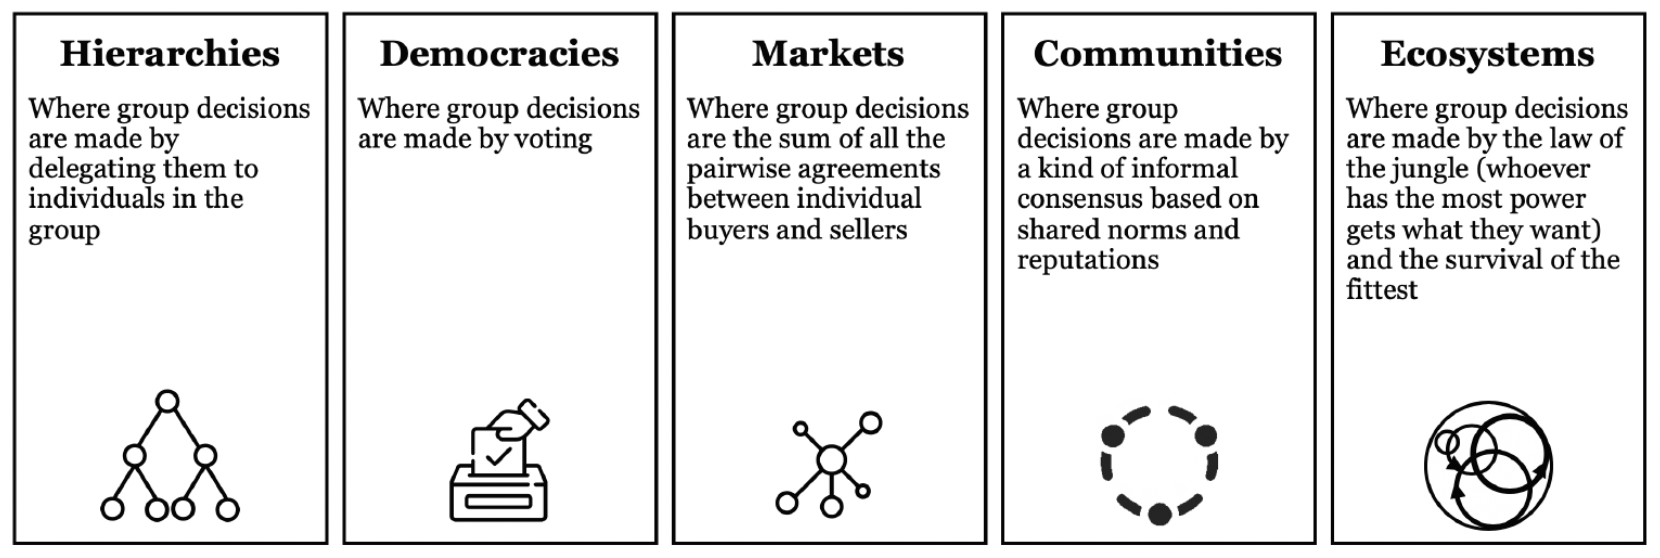 Hierarchies
Where group decisions
are made by
delegating them to
individuals in the
group
Democracies
Where group decisions
are made by voting
Markets
Where group decisions
are the sum of all the
pairwise agreements
between individual
buyers and sellers
Communities
Where group
decisions are made by
a kind of informal
consensus based on
shared norms and
reputations
Ecosystems
Where group decisions
are made by the law of
the jungle (whoever
has the most power
gets what they want)
and the survival of the
fittest